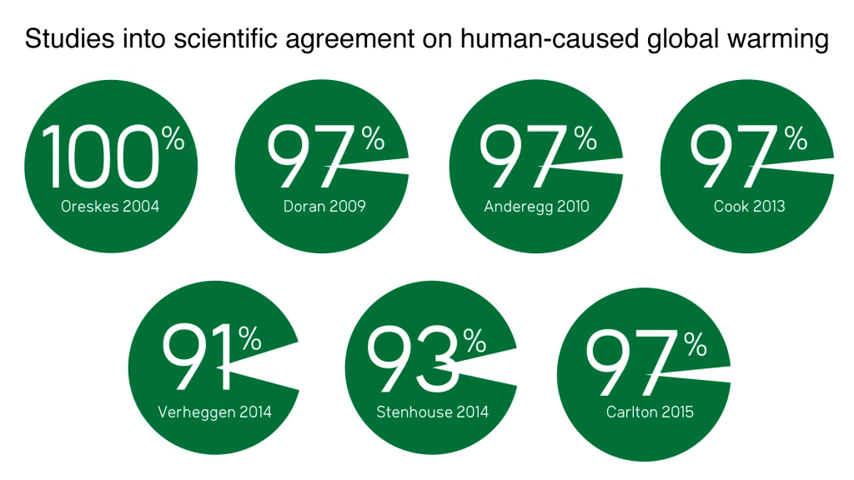 Studies into scientific agreement on human-caused global warming
100%
Oreskes 2004
97%
Doran 2009
97%
Anderegg 2010
97%
Cook 2013
91%
Verheggen 2014
93%
Stenhouse 2014
97%
Carlton 2015